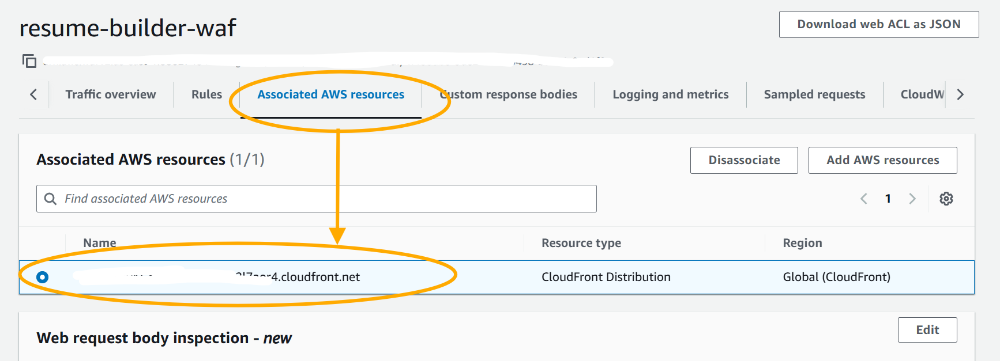 resume-builder-waf
Download web ACL as JSON
Traffic overview
Rules
Associated AWS resources
Custom response bodies
Logging and metrics
Sampled requests
CloudW
Associated AWS resources (1/1)
Disassociate
Add AWS resources
Find associated AWS resources
1
Name
Resource type
Region
4.cloudfront.net
CloudFront Distribution
Global (CloudFront)
Web request body inspection - new
Edit